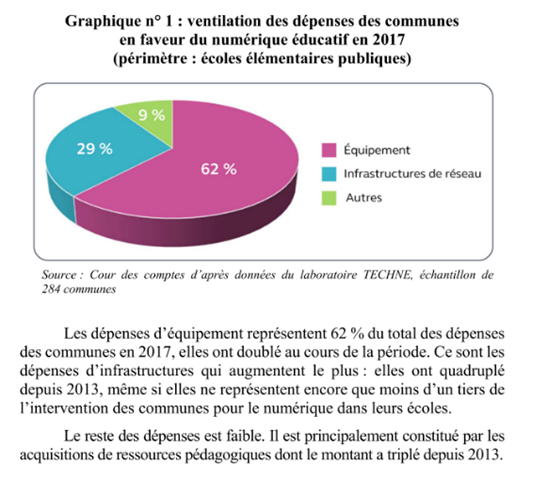 Graphique n° 1 : ventilation des dépenses des communes
en faveur du numérique éducatif en 2017
(périmètre : écoles élémentaires publiques)
9 %
29 %
62 %
Équipement
Infrastructures de réseau
Autres
Source : Cour des comptes d’après données du laboratoire TECHNE, échantillon de
284 communes
Les dépenses d’équipement représentent 62 % du total des dépenses
des communes en 2017, elles ont doublé au cours de la période. Ce sont les
dépenses d’infrastructures qui augmentent le plus : elles ont quadruplé
depuis 2013, même si elles ne représentent encore que moins d’un tiers de
l’intervention des communes pour le numérique dans leurs écoles.
Le reste des dépenses est faible. Il est principalement constitué par les
acquisitions de ressources pédagogiques dont le montant a triplé depuis 2013.